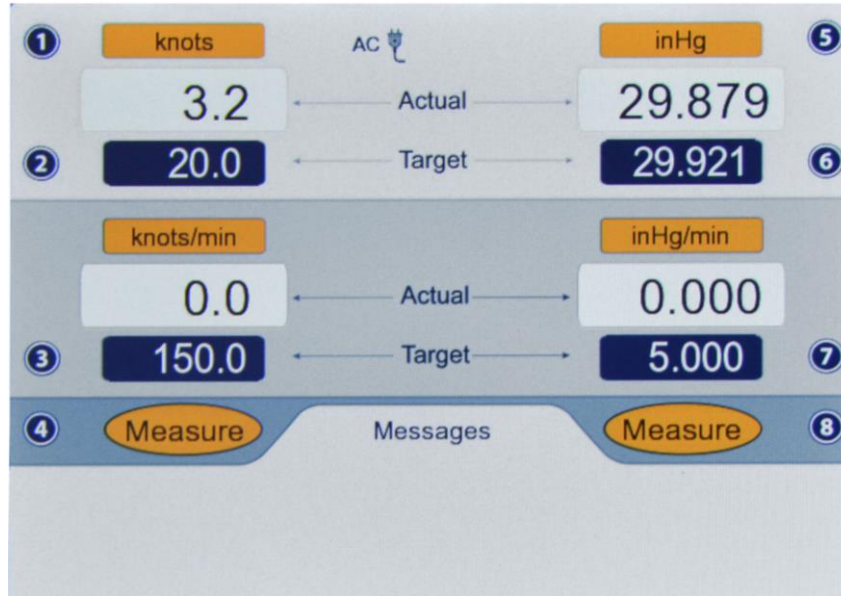 1 knots AC inHg 5
3.2 Actual 29.879
2 20.0 Target 29.921 6
knots/min inHg/min
0.0 Actual 0.000
3 150.0 Target 5.000 7
4 Measure Messages Measure 8